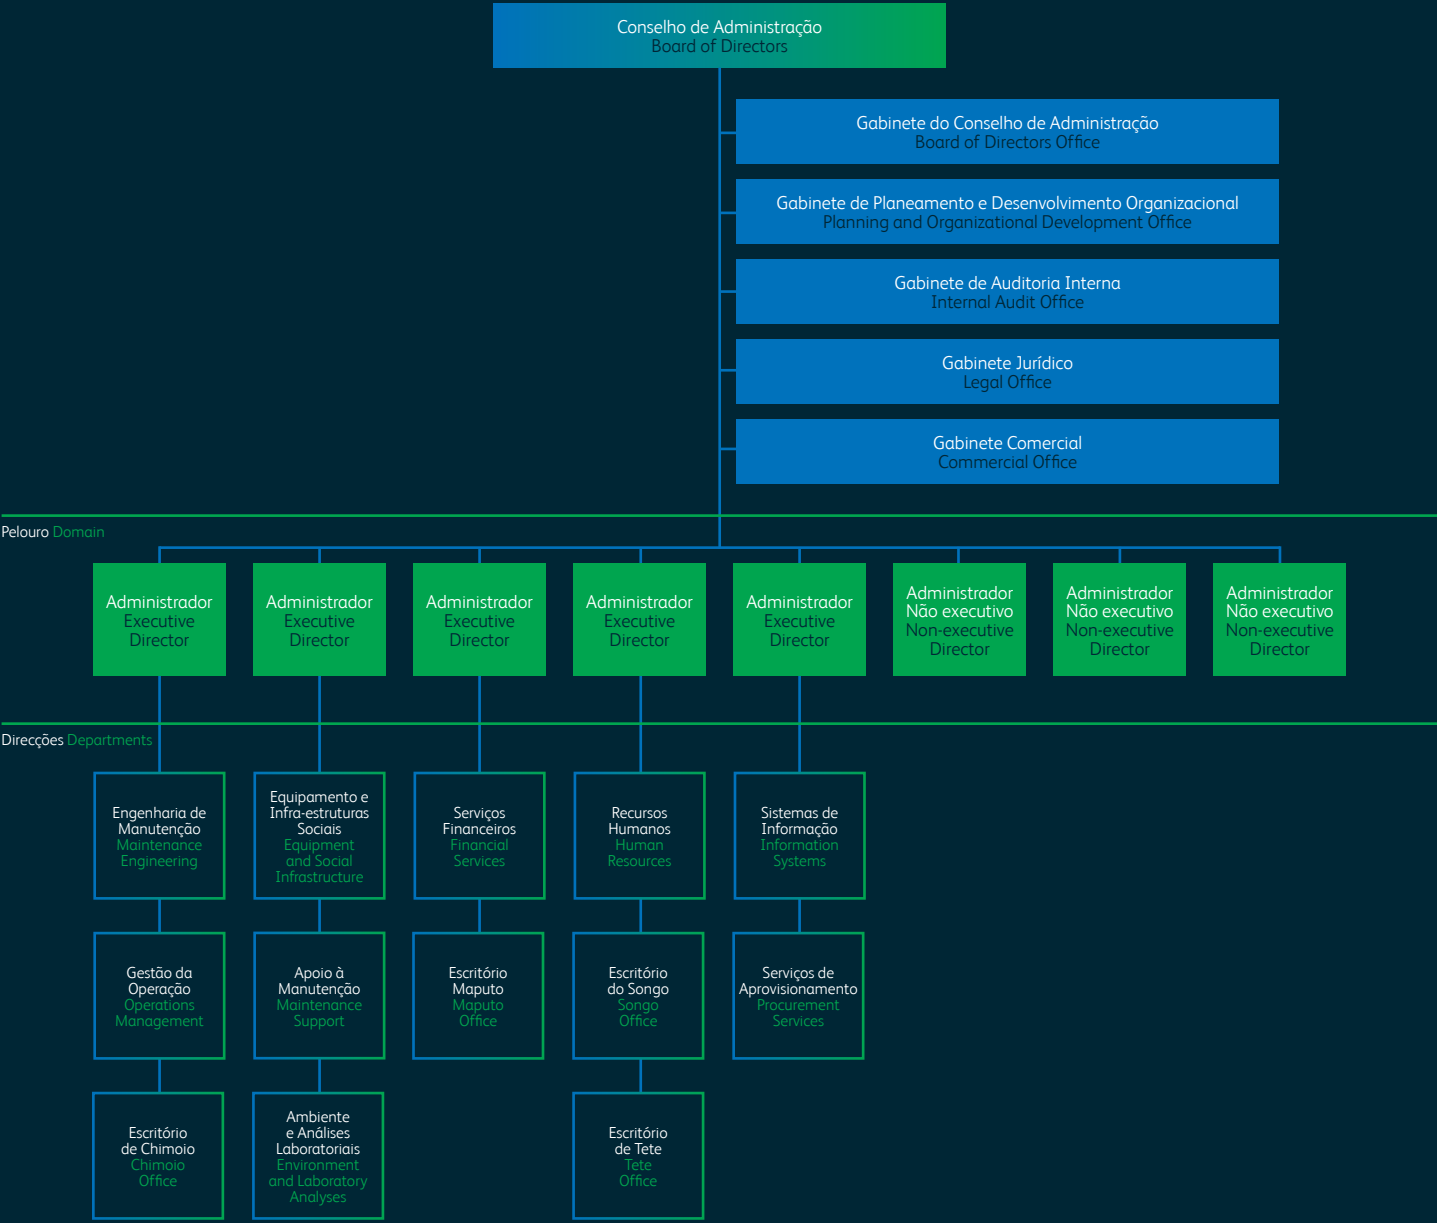 Conselho de Administração
Board of Directors
Gabinete do Conselho de Administração
Board of Directors Office
Gabinete de Planeamento e Desenvolvimento Organizacional
Planning and Organizational Development Office
Gabinete de Auditoria Interna
Internal Audit Office
Gabinete Jurídico
Legal Office
Gabinete Comercial
Commercial Office
Pelouro Domain
Administrador
Executive
Director
Administrador
Executive
Director
Administrador
Executive
Director
Administrador
Executive
Director
Administrador
Executive
Director
Administrador
Não executivo
Non-executive
Director
Administrador
Não executivo
Non-executive
Director
Administrador
Não executivo
Non-executive
Director
Direcções Departments
Engenharia de
Manutenção
Maintenance
Engineering
Equipamento e
Infra-estruturas
Sociais
Equipment
and Social
Infrastructure
Serviços
Financeiros
Financial
Services
Recursos
Humanos
Human
Resources
Sistemas de
Informação
Information
Systems
Gestão da
Operação
Operations
Management
Apoio à
Manutenção
Maintenance
Support
Escritório
Maputo
Maputo
Office
Escritório
do Songo
Songo
Office
Serviços de
Aprovisionamento
Procurement
Services
Escritório
de Chimoio
Chimoio
Office
Ambiente
e Análises
Laboratoriais
Environment
and Laboratory
Analyses
Escritório
de Tete
Tete
Office